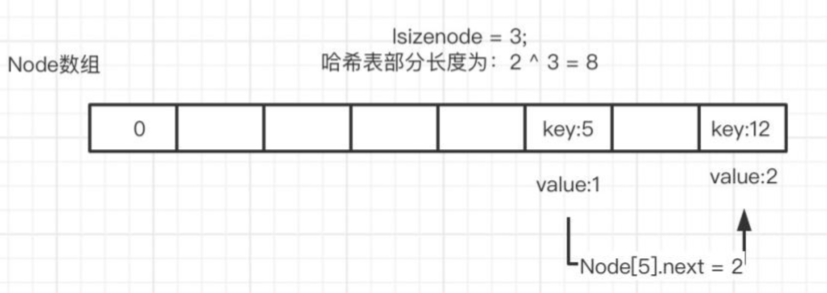 lsizenode = 3;
Node数组
哈希表部分长度为：2 ^ 3 = 8
0
key:5
key:12
value:1
value:2
Node[5].next = 2